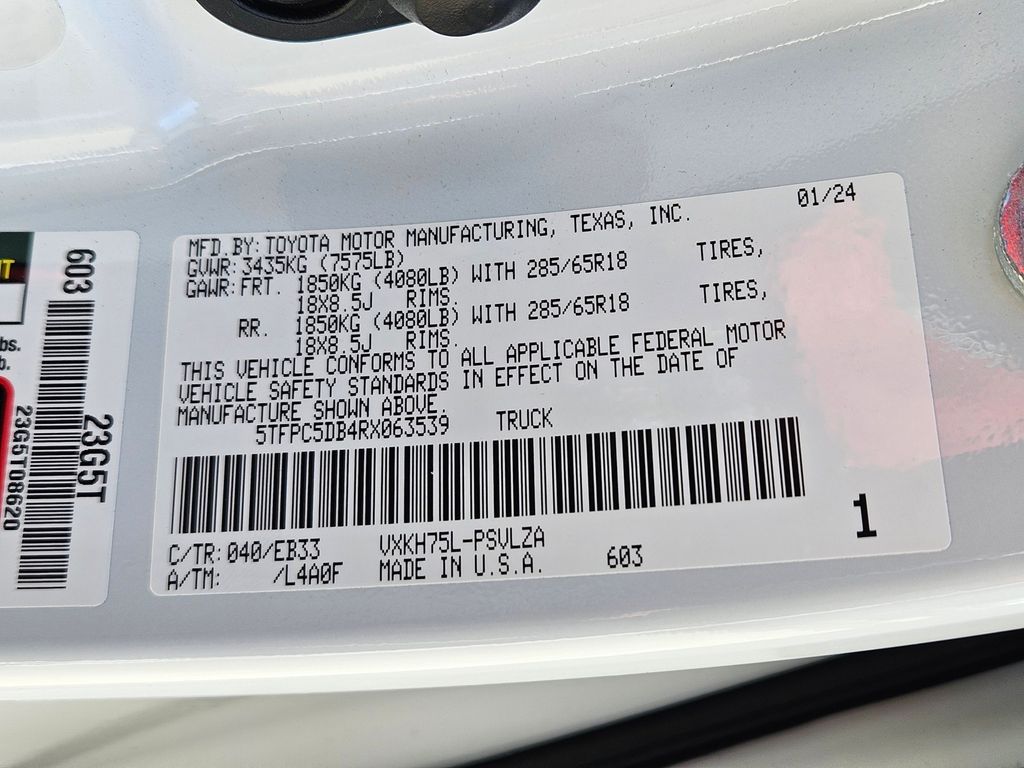 01/24
MFD.BY:TOYOTA MOTOR MANUFACTURING, TEXAS, INC.
GVWR:3435KG (7575LB)
GAWR:FRT. 1850KG (4080LB) WITH 285/65R18 TIRES,
18X8.5J RIMS.
RR. 1850KG (4080LB) WITH 285/65R18 TIRES,
18X8.5J RIMS.
THIS VEHICLE CONFORMS TO ALL APPLICABLE FEDERAL MOTOR
VEHICLE SAFETY STANDARDS IN EFFECT ON THE DATE OF
MANUFACTURE SHOWN ABOVE.
5TFPC5DB4RX063539 TRUCK
1
C/TR:040/EB33 VXKH75L-PSVLZA
A/TM: /L4A0F MADE IN U.S.A. 603
603
23G5T
23G5T08620
bs.
b.